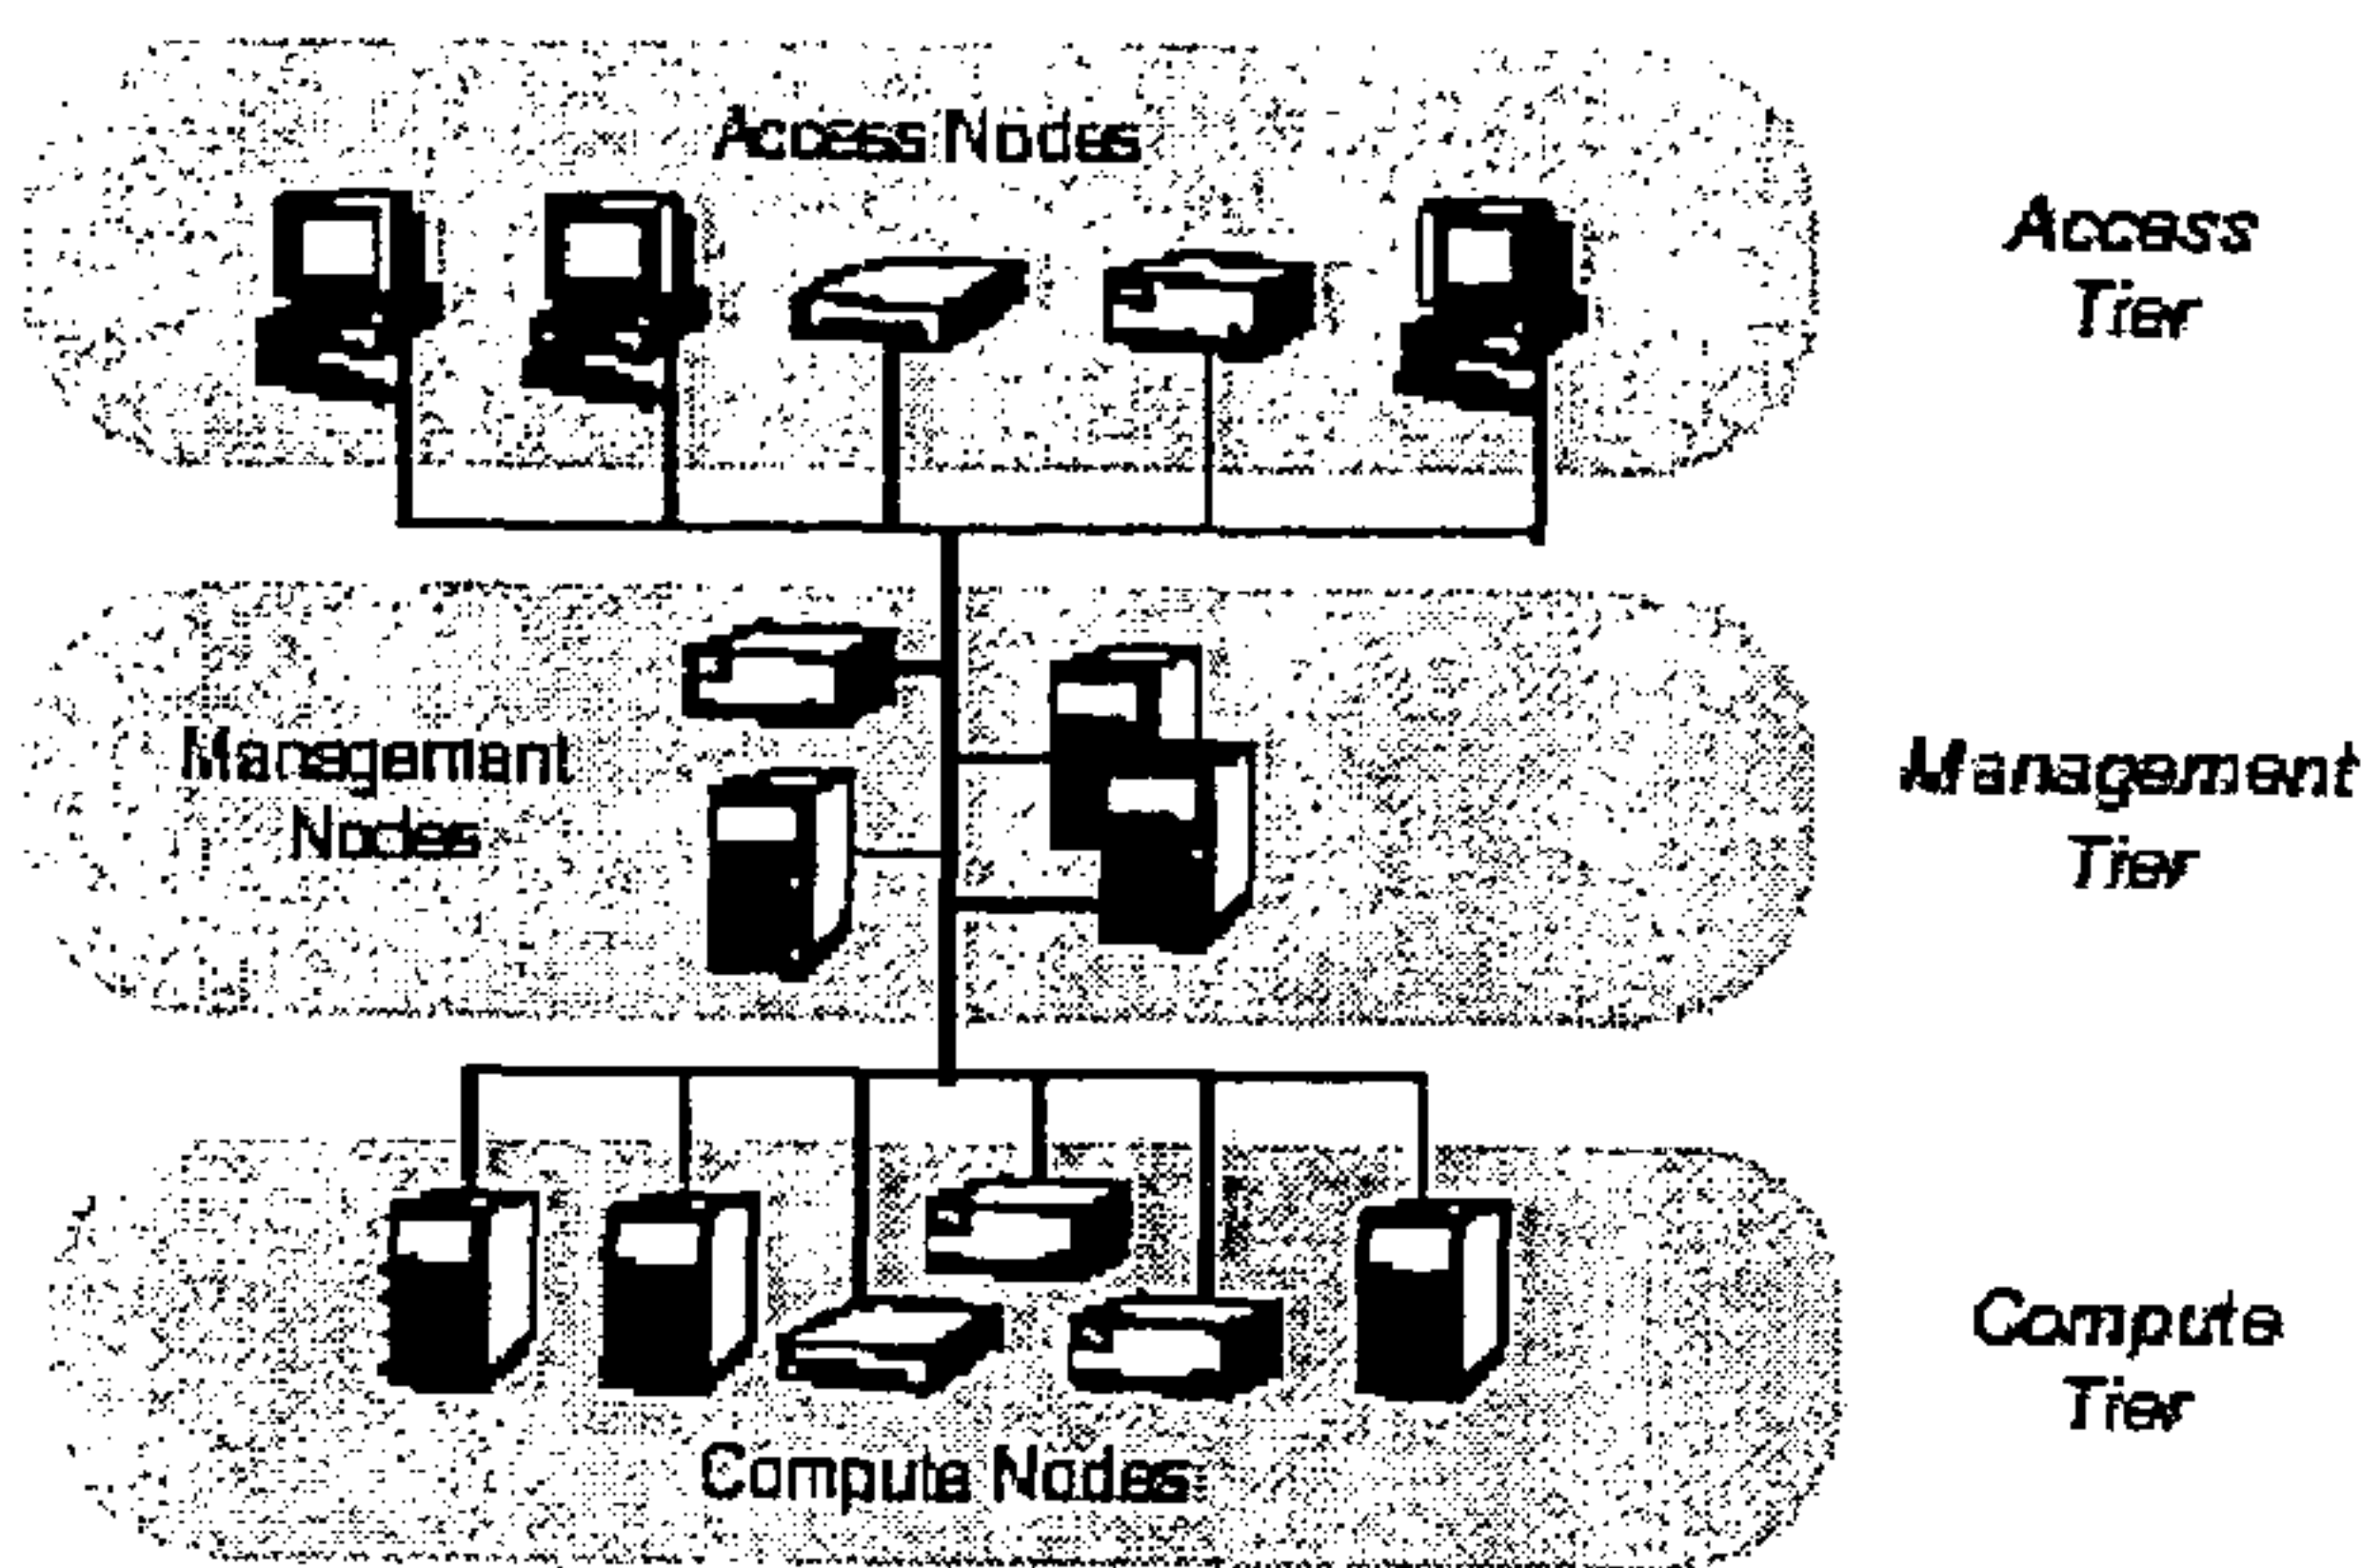 Access Nodes
Access
Tier
Management
Nodes
Management
Tier
Compute
Tier
Compute Nodes